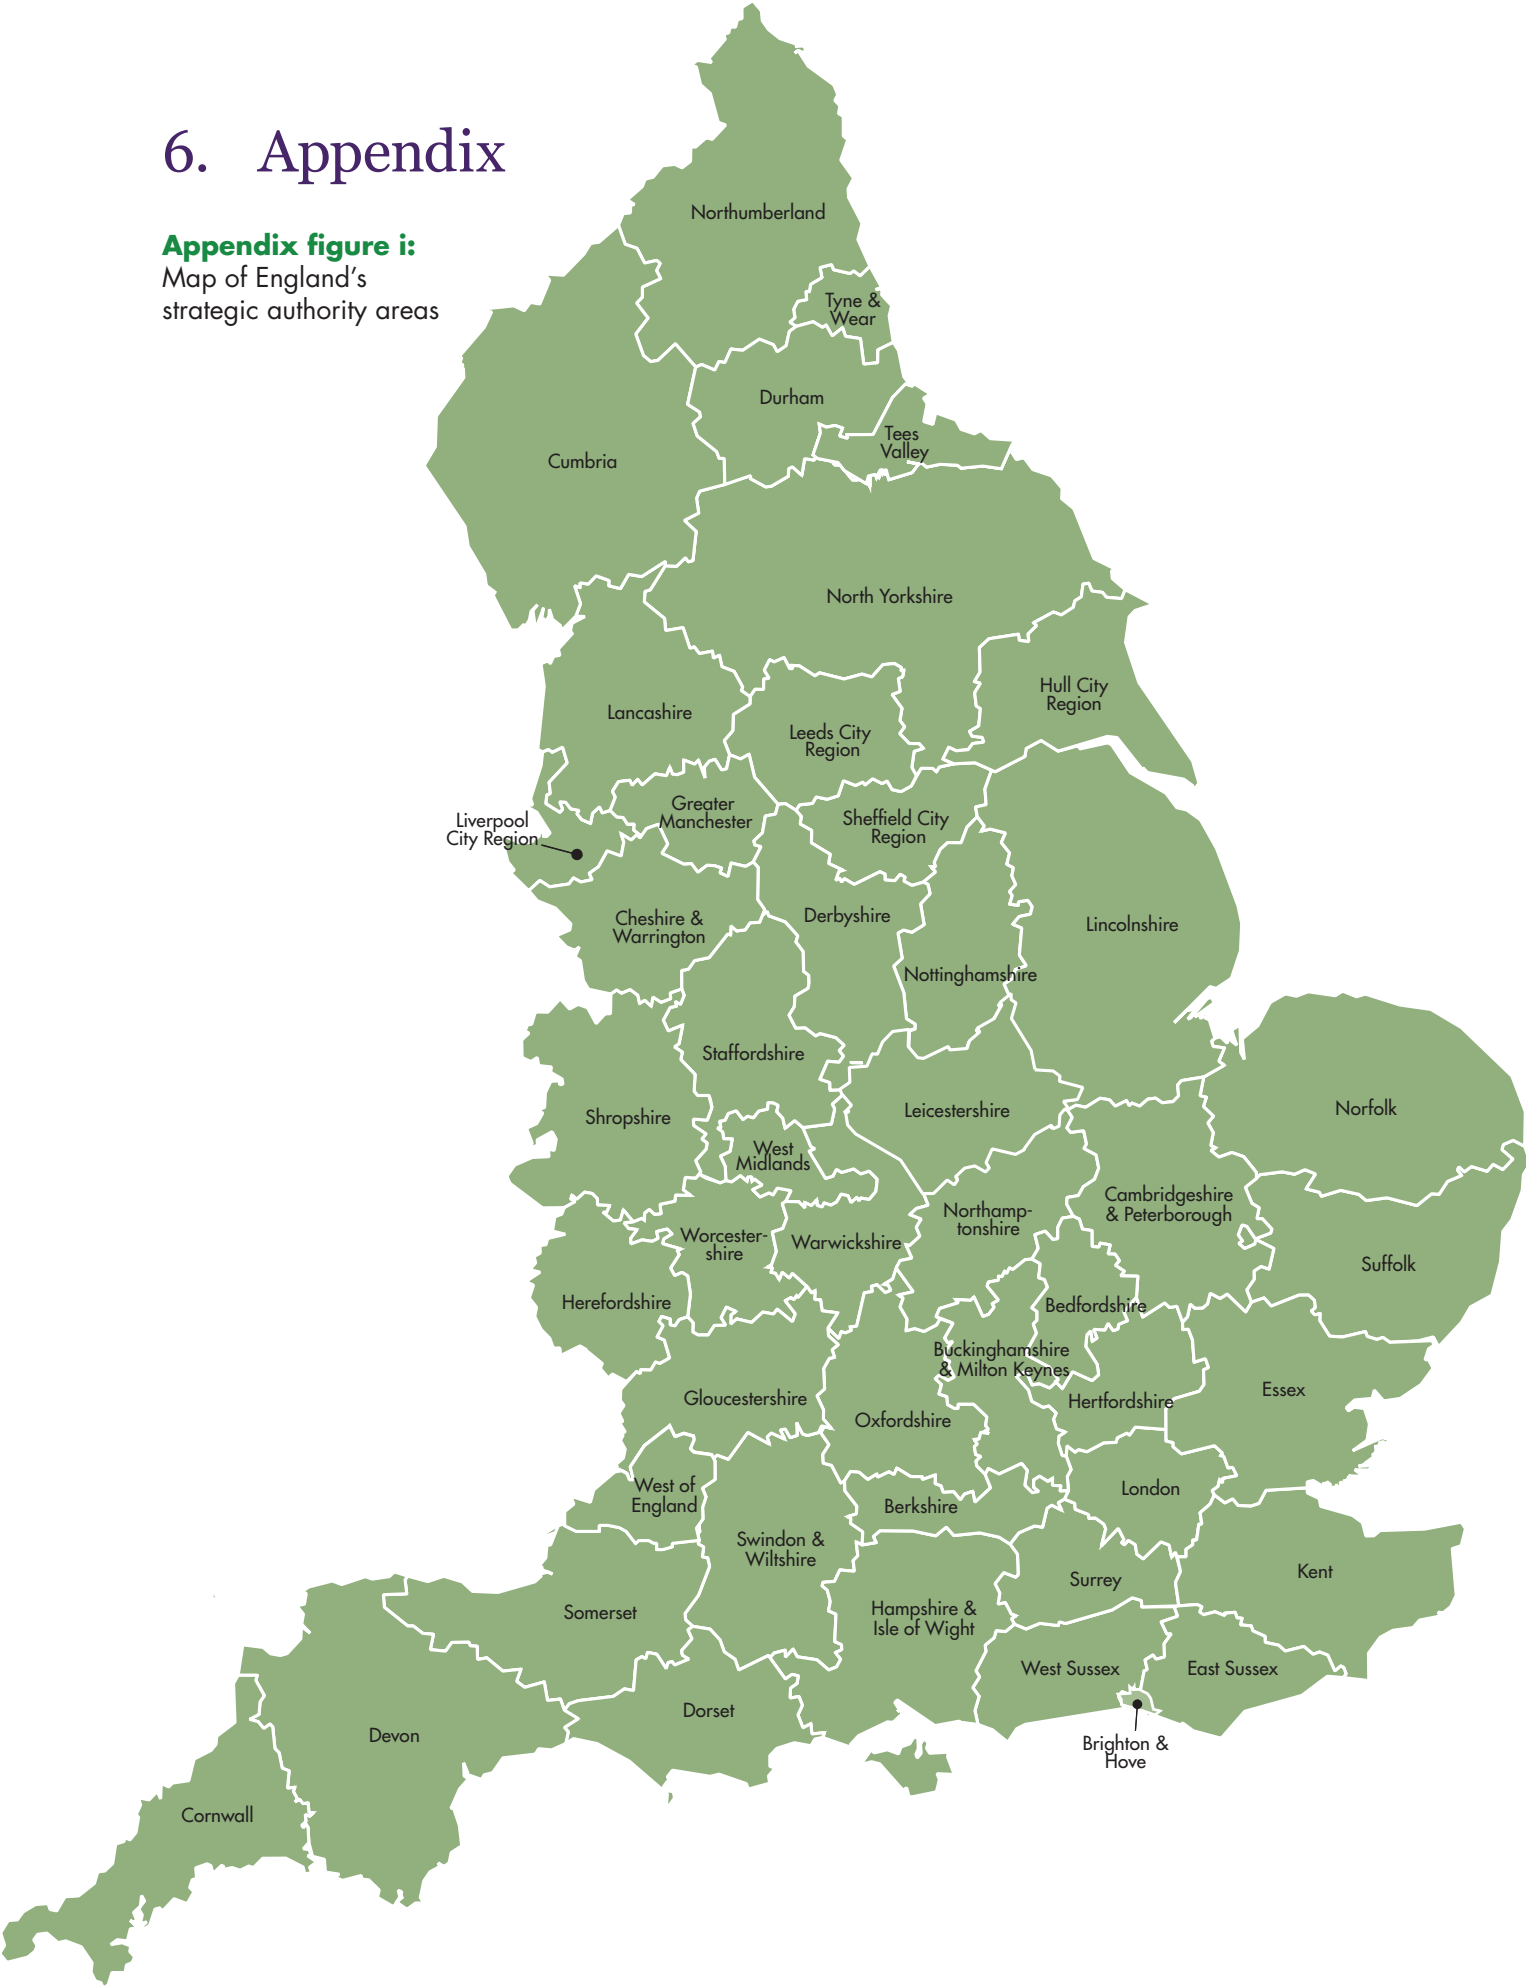 6. Appendix
Appendix figure i:
Map of England's
strategic authority areas
Northumberland
Tyne &
Wear
Durham
Tees
Valley
Cumbria
North Yorkshire
Hull City
Region
Lancashire
Leeds City
Region
Greater
Manchester
Sheffield City
Region
Liverpool
City Region
Cheshire &
Warrington
Derbyshire
Lincolnshire
Nottinghamshire
Staffordshire
Shropshire
Leicestershire
Norfolk
West
Midlands
Cambridgeshire
& Peterborough
Northamp-
tonshire
Worcester-
shire
Warwickshire
Suffolk
Herefordshire
Bedfordshire
Buckinghamshire
& Milton Keynes
Gloucestershire
Hertfordshire
Essex
Oxfordshire
West of
England
London
Berkshire
Swindon &
Wiltshire
Kent
Surrey
Somerset
Hampshire &
Isle of Wight
West Sussex
East Sussex
Dorset
Devon
Brighton &
Hove
Cornwall